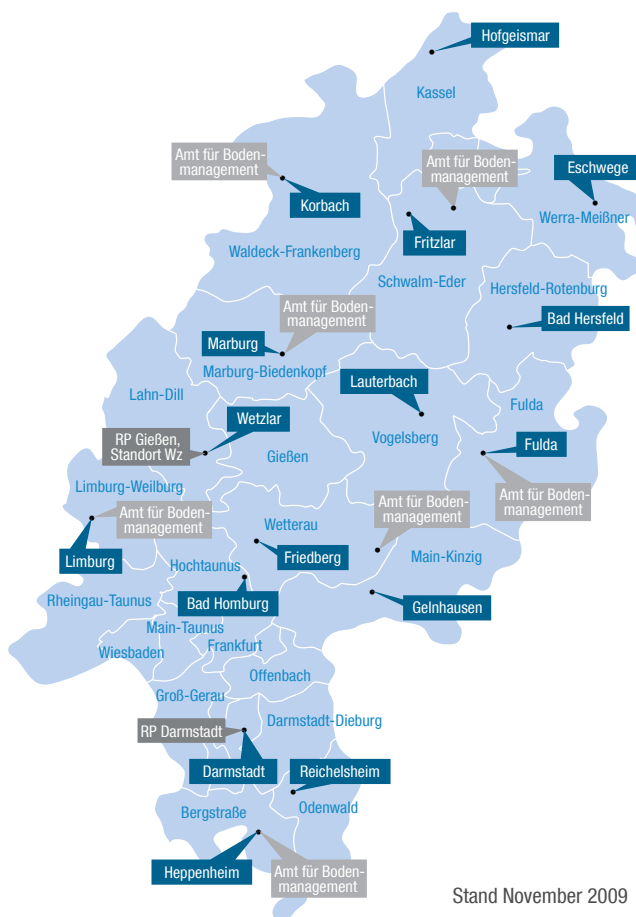 Hofgeismar
Kassel
Amt für Boden-
management
Amt für Boden-
management
Eschwege
Korbach
Fritzlar
Werra-Meißner
Waldeck-Frankenberg
Schwalm-Eder
Hersfeld-Rotenburg
Amt für Boden-
management
Bad Hersfeld
Marburg
Marburg-Biedenkopf
Lauterbach
Lahn-Dill
Fulda
Wetzlar
Vogelsberg
RP Gießen,
Standort Wz
Gießen
Fulda
Limburg-Weilburg
Amt für Boden-
management
Amt für Boden-
management
Amt für Boden-
management
Wetterau
Limburg
Friedberg
Main-Kinzig
Hochtaunus
Rheingau-Taunus
Bad Homburg
Gelnhausen
Main-Taunus
Wiesbaden
Frankfurt
Offenbach
Groß-Gerau
Darmstadt-Dieburg
RP Darmstadt
Darmstadt
Reichelsheim
Bergstraße
Odenwald
Heppenheim
Amt für Boden-
management
Stand November 2009